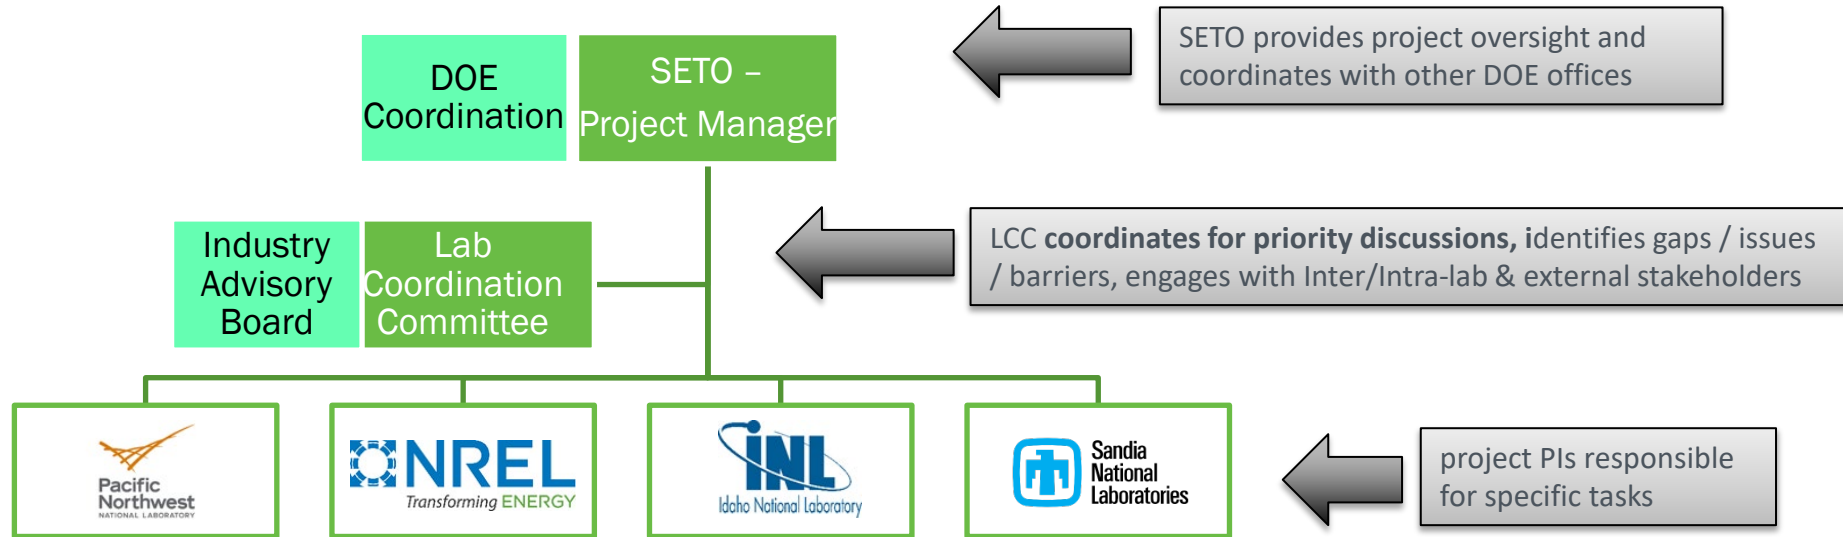 DOE
Coordination
SETO –
Project Manager
SETO provides project oversight and
coordinates with other DOE offices
Industry
Advisory
Board
Lab
Coordination
Committee
LCC coordinates for priority discussions, identifies gaps / issues
/ barriers, engages with Inter/Intra-lab & external stakeholders
Pacific
Northwest
NATIONAL LABORATORY
NREL
Transforming ENERGY
INL
Idaho National Laboratory
Sandia
National
Laboratories
project PIs responsible
for specific tasks